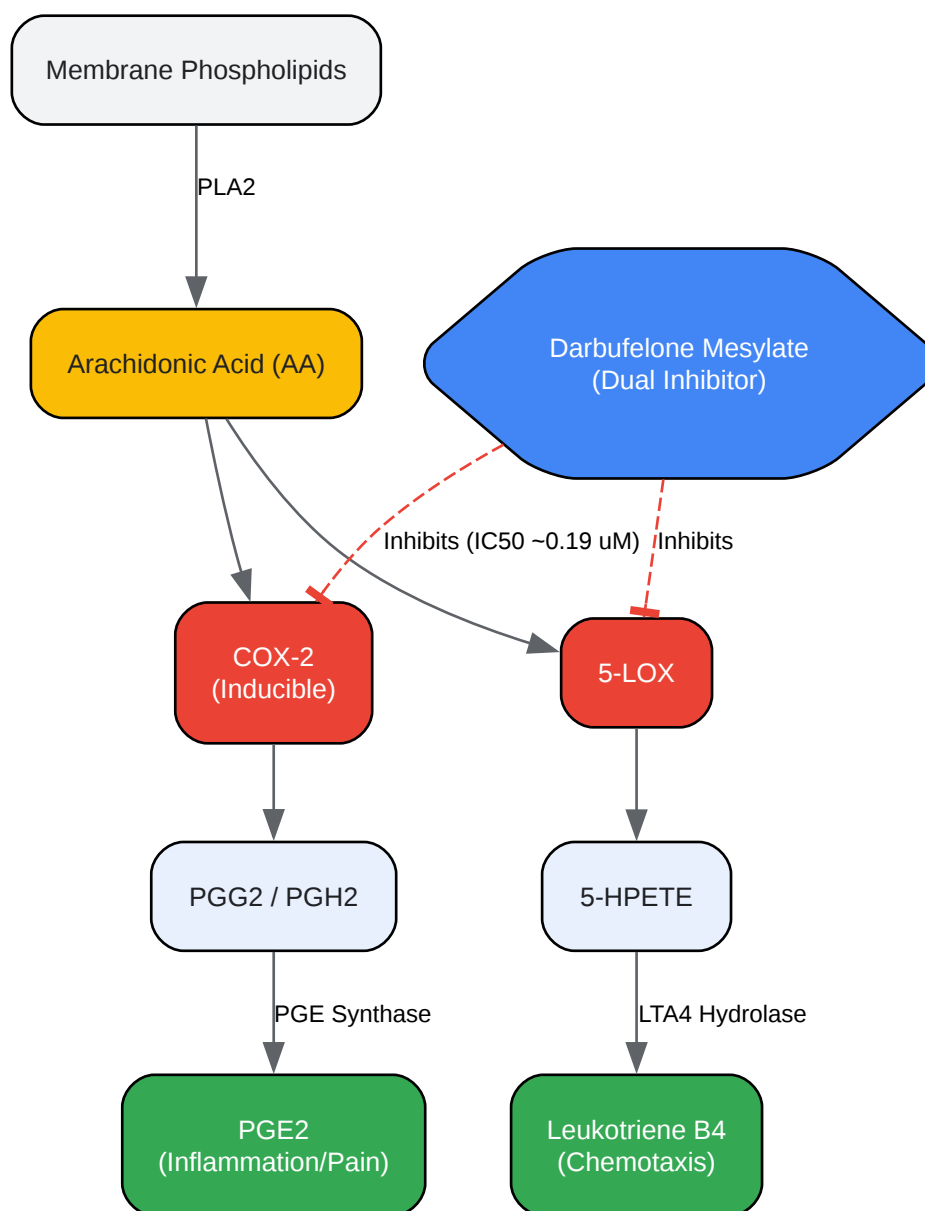 Membrane Phospholipids
PLA2
Arachidonic Acid (AA)
Darbufelone Mesylate
(Dual Inhibitor)
Inhibits (IC50 ~0.19 uM)
Inhibits
COX-2
(Inducible)
5-LOX
PGG2 / PGH2
5-HPETE
PGE Synthase
LTA4 Hydrolase
PGE2
(Inflammation/Pain)
Leukotriene B4
(Chemotaxis)